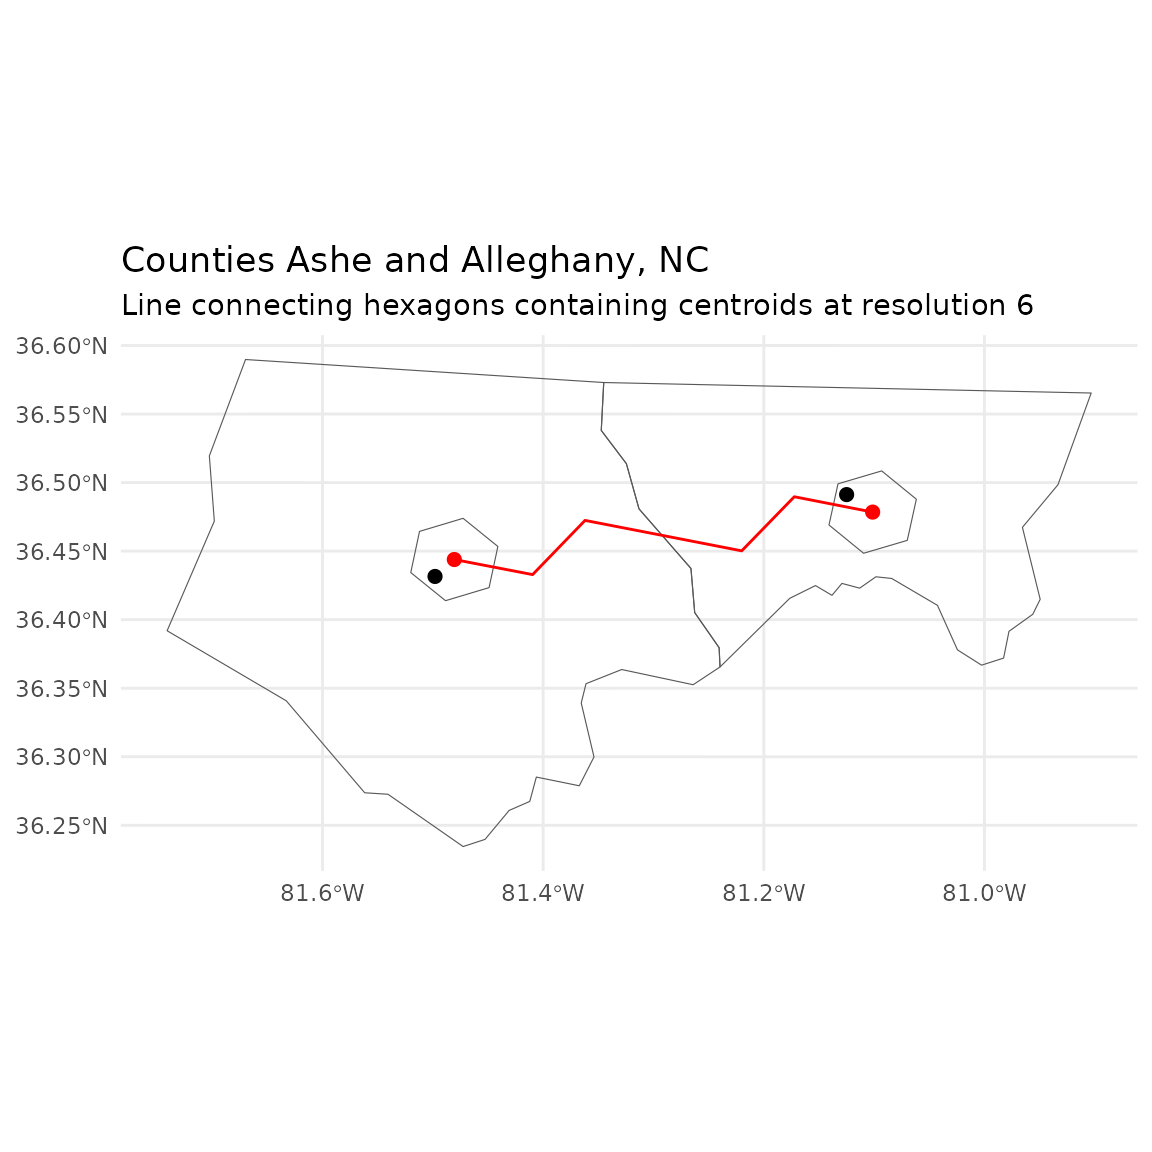 Counties Ashe and Alleghany, NC
Line connecting hexagons containing centroids at resolution 6
36.60°N
36.55°N
36.50°N
36.45°N
36.40°N
36.35°N
36.30°N
36.25°N
81.6°W 81.4°W 81.2°W 81.0°W